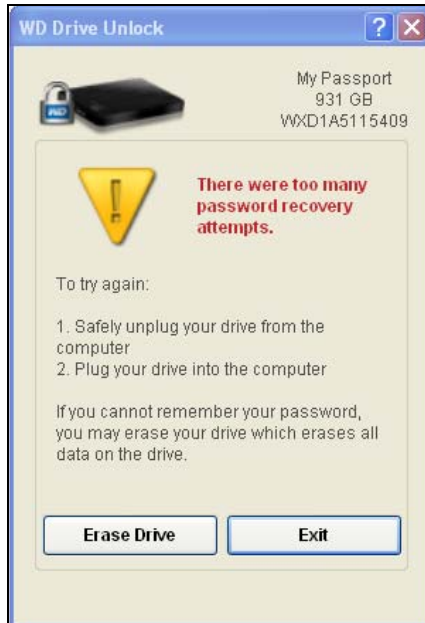 WD Drive Unlock
?
My Passport
931 GB
WXD1A5115409
WD
There were too many
password recovery
attempts.
To try again:
1. Safely unplug your drive from the
computer
2. Plug your drive into the computer
If you cannot remember your password,
you may erase your drive which erases all
data on the drive.
Erase Drive
Exit